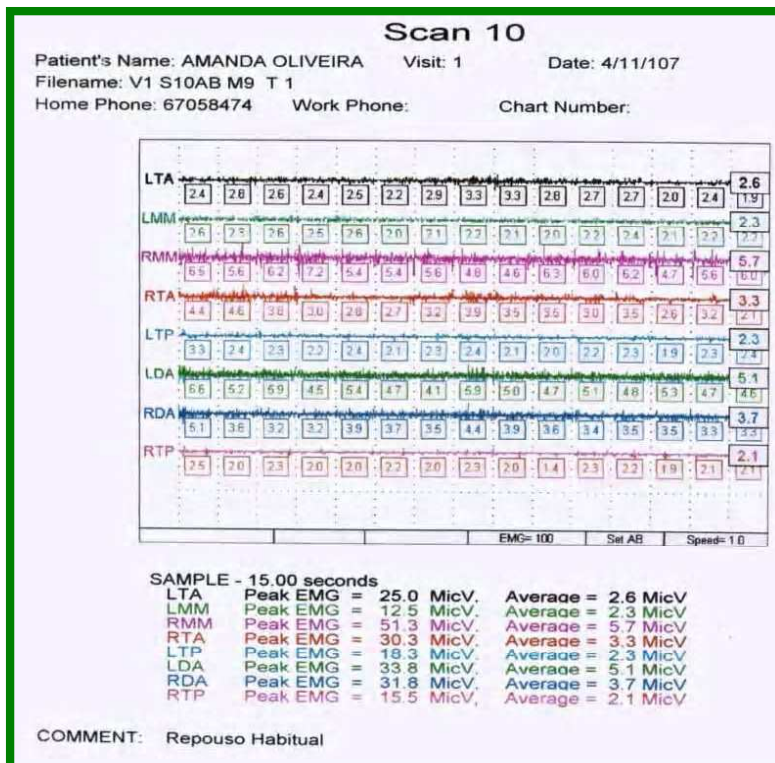 Scan 10
Patient's Name: AMANDA OLIVEIRA Visit: 1 Date: 4/11/107
Filename: V1 S10AB M9 T 1
Home Phone: 67058474 Work Phone: Chart Number:
LTA 2.6
2.4 2.8 2.6 2.4 2.5 2.2 2.9 3.3 3.3 2.8 2.7 2.7 2.0 2.4 1.9
LMM 2.3
2.6 2.3 2.6 2.5 2.6 2.0 2.1 2.2 2.1 2.0 2.2 2.4 2.1 2.2 2.2
RMM 5.7
6.5 5.6 6.2 7.2 5.4 5.4 5.6 4.8 4.6 6.3 6.0 6.2 4.7 5.6 6.0
RTA 3.3
4.4 4.6 3.8 3.0 2.8 2.7 3.2 3.9 3.5 3.5 3.0 3.5 2.6 3.2 2.1
LTP 2.3
3.3 2.4 2.3 2.2 2.4 2.1 2.3 2.4 2.1 2.0 2.2 2.3 1.9 2.3 2.4
LDA 5.1
6.6 5.2 5.9 4.5 5.4 4.7 4.1 5.9 5.0 4.7 5.1 4.8 5.3 4.7 4.6
RDA 3.7
5.1 3.8 3.2 3.2 3.9 3.7 3.5 4.4 3.9 3.6 3.4 3.5 3.5 3.3 3.3
RTP 2.1
2.5 2.0 2.3 2.0 2.0 2.2 2.0 2.3 2.0 1.4 2.3 2.2 1.9 2.1 2.1
EMG= 100 Set AB Speed= 1.0
SAMPLE - 15.00 seconds
LTA Peak EMG = 25.0 MicV, Average = 2.6 MicV
LMM Peak EMG = 12.5 MicV, Average = 2.3 MicV
RMM Peak EMG = 51.3 MicV, Average = 5.7 MicV
RTA Peak EMG = 30.3 MicV, Average = 3.3 MicV
LTP Peak EMG = 18.3 MicV, Average = 2.3 MicV
LDA Peak EMG = 33.8 MicV, Average = 5.1 MicV
RDA Peak EMG = 31.8 MicV, Average = 3.7 MicV
RTP Peak EMG = 15.5 MicV, Average = 2.1 MicV
COMMENT: Repouso Habitual